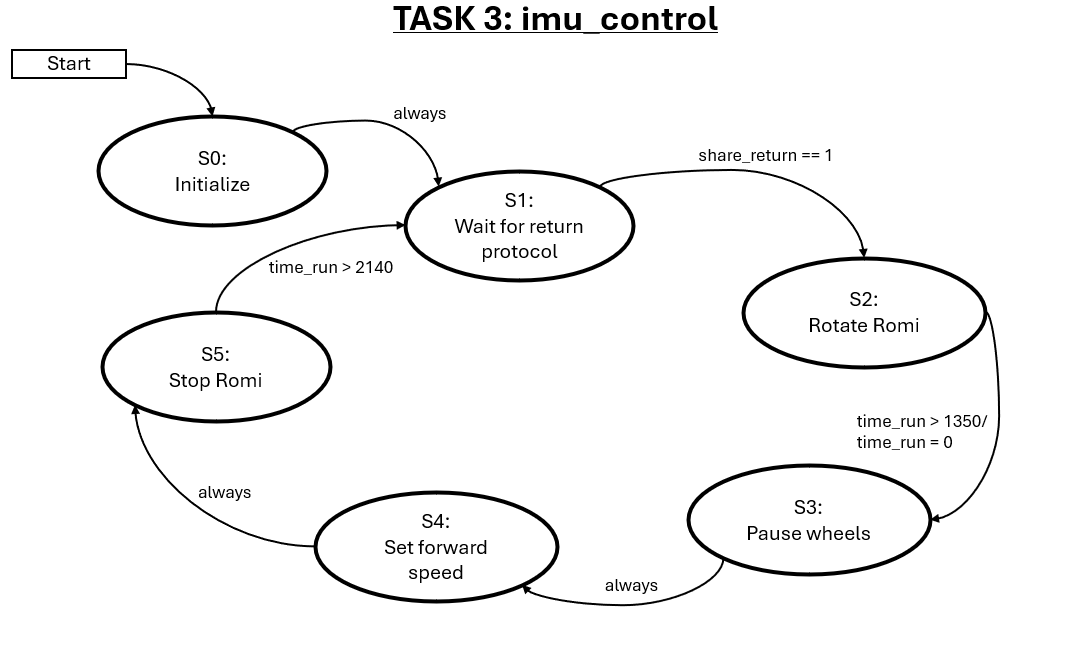 TASK 3: imu_control
Start
always
S0:
Initialize
share_return == 1
S1:
Wait for return
protocol
time_run > 2140
S2:
Rotate Romi
S5:
Stop Romi
time_run > 1350/
time_run = 0
always
S3:
Pause wheels
S4:
Set forward
speed
always